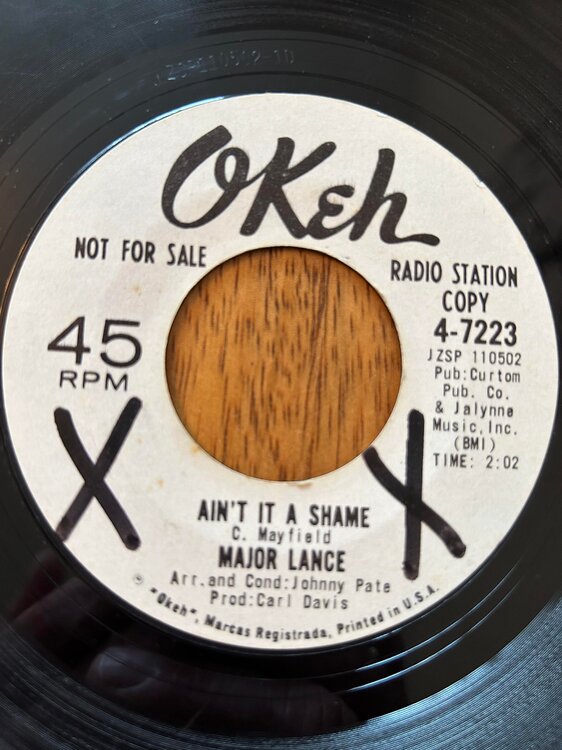 JZSP110502-1D
OKeh
NOT FOR SALE
RADIO STATION
COPY
4-7223
JZSP 110502
Pub:Curtom
Pub. Co.
& Jalynne
Music, Inc.
(BMI)
TIME: 2:02
45
RPM
X
X
AIN'T IT A SHAME
C. Mayfield
MAJOR LANCE
Arr.and Cond:Johnny Pate
Prod:Carl Davis
℗ "Okeh", Marcas Registrada, Printed in U.S.A.